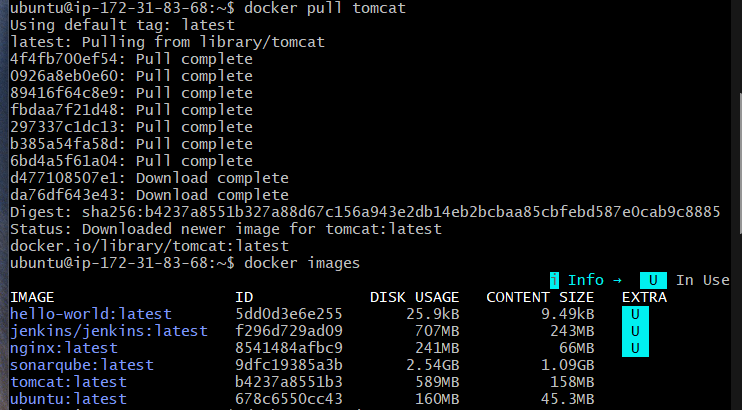 ubuntu@ip-172-31-83-68:~$ docker pull tomcat
Using default tag: latest
latest: Pulling from library/tomcat
4f4fb700ef54: Pull complete
0926a8eb0e60: Pull complete
89416f64c8e9: Pull complete
fbdaa7f21d48: Pull complete
297337c1dc13: Pull complete
b385a54fa58d: Pull complete
6bd4a5f61a04: Pull complete
d477108507e1: Download complete
da76df643e43: Download complete
Digest: sha256:b4237a8551b327a88d67c156a943e2db14eb2bcbaa85cbfebd587e0cab9c8885
Status: Downloaded newer image for tomcat:latest
docker.io/library/tomcat:latest
ubuntu@ip-172-31-83-68:~$ docker images
i Info → U In Use
IMAGE ID DISK USAGE CONTENT SIZE EXTRA
hello-world:latest 5dd0d3e6e255 25.9kB 9.49kB U
jenkins/jenkins:latest f296d729ad09 707MB 243MB U
nginx:latest 8541484afbc9 241MB 66MB U
sonarqube:latest 9dfc19385a3b 2.54GB 1.09GB
tomcat:latest b4237a8551b3 589MB 158MB
ubuntu:latest 678c6550cc43 160MB 45.3MB